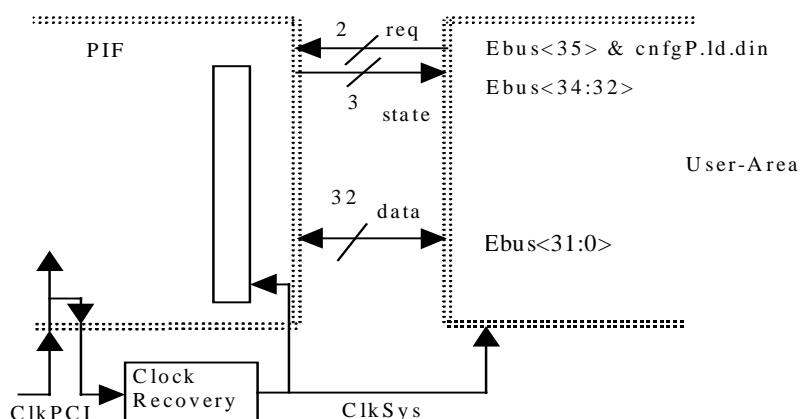 2 req
PIF
Ebus<35> & cnfgP.ld.din
Ebus<34:32>
3
state
User-Area
32
data
Ebus<31:0>
Clock
Recovery
ClkPCI
ClkSys